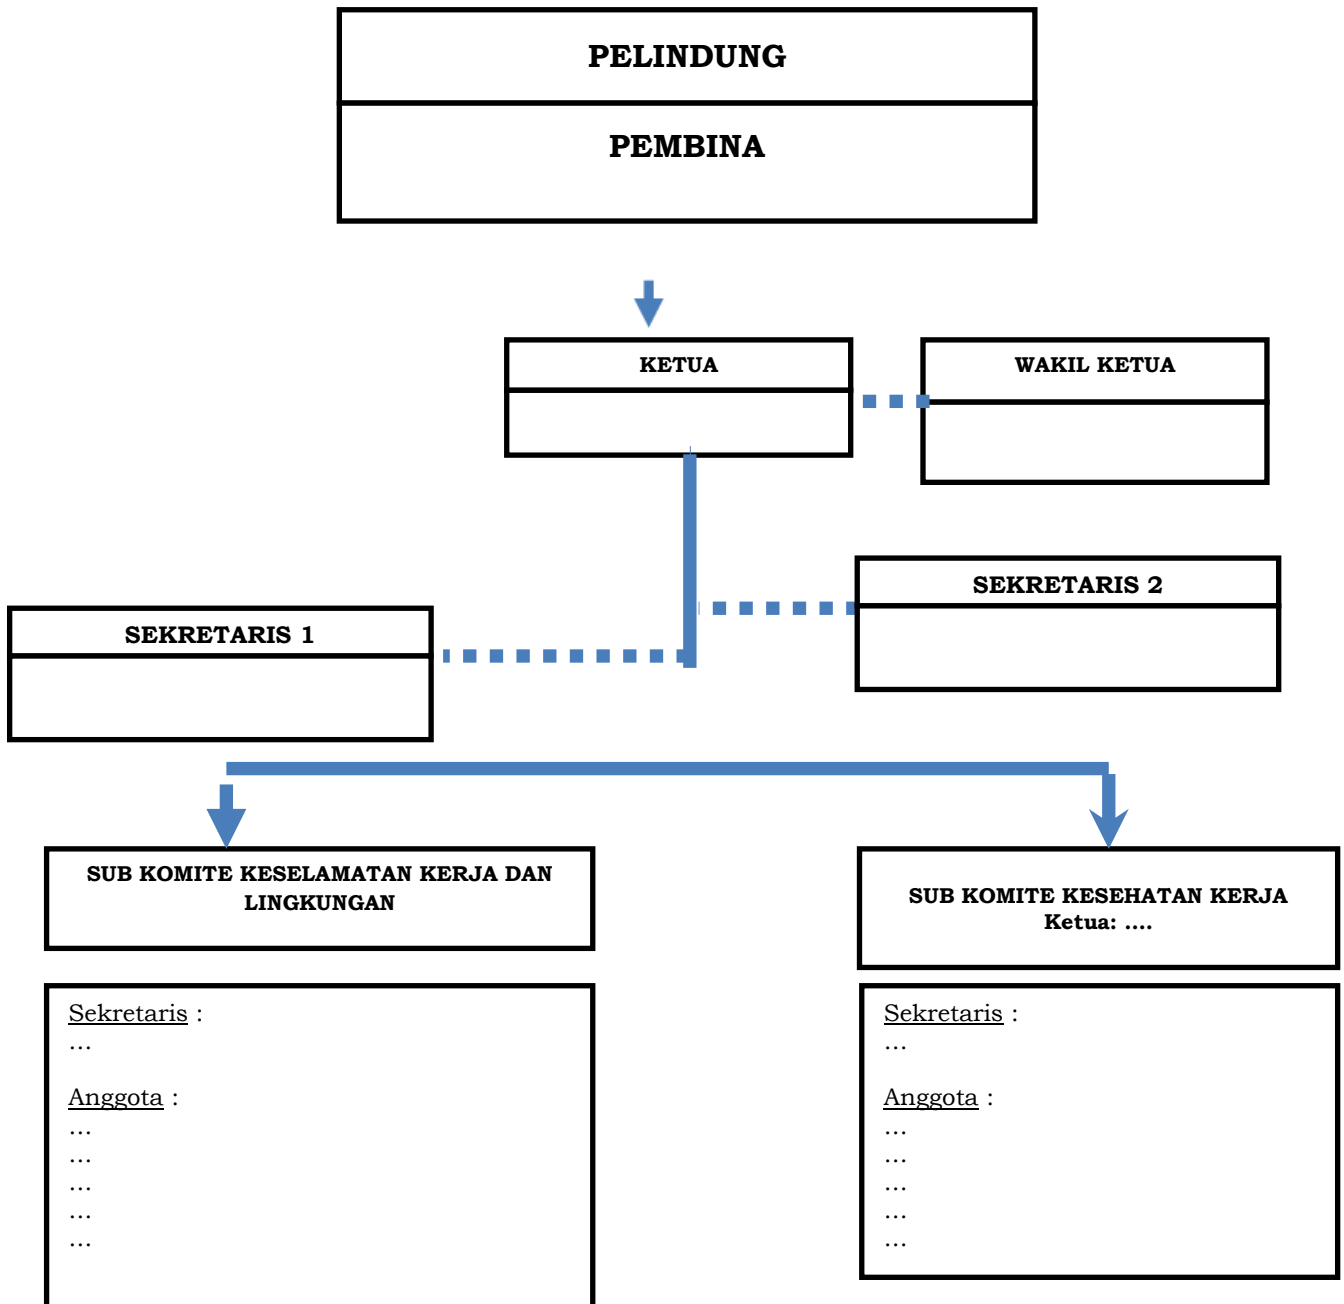 PELINDUNG
PEMBINA
KETUA
WAKIL KETUA
SEKRETARIS 2
SEKRETARIS 1
SUB KOMITE KESELAMATAN KERJA DAN
LINGKUNGAN
SUB KOMITE KESEHATAN KERJA
Ketua: ....
Sekretaris :
…
Anggota :
…
…
…
…
…
Sekretaris :
…
Anggota :
…
…
…
…
…